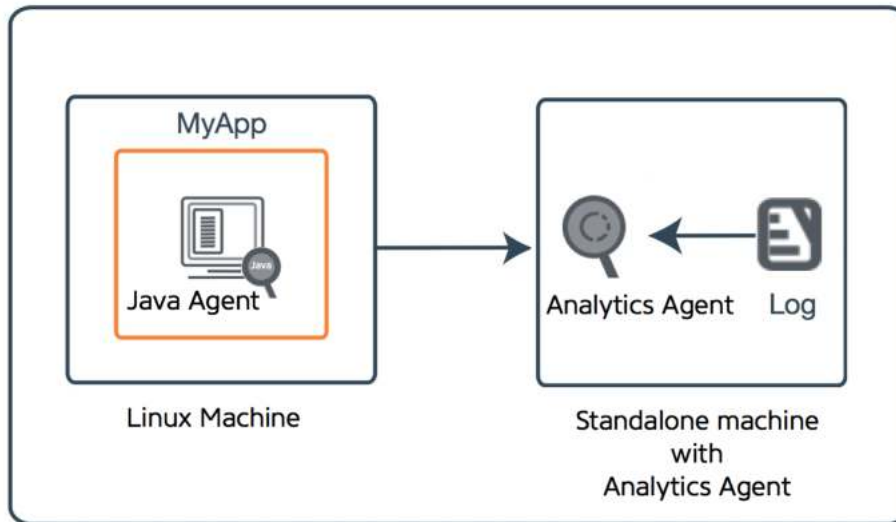 MyApp
Java
Java Agent
Linux Machine
Analytics Agent
Log
Standalone machine
with
Analytics Agent